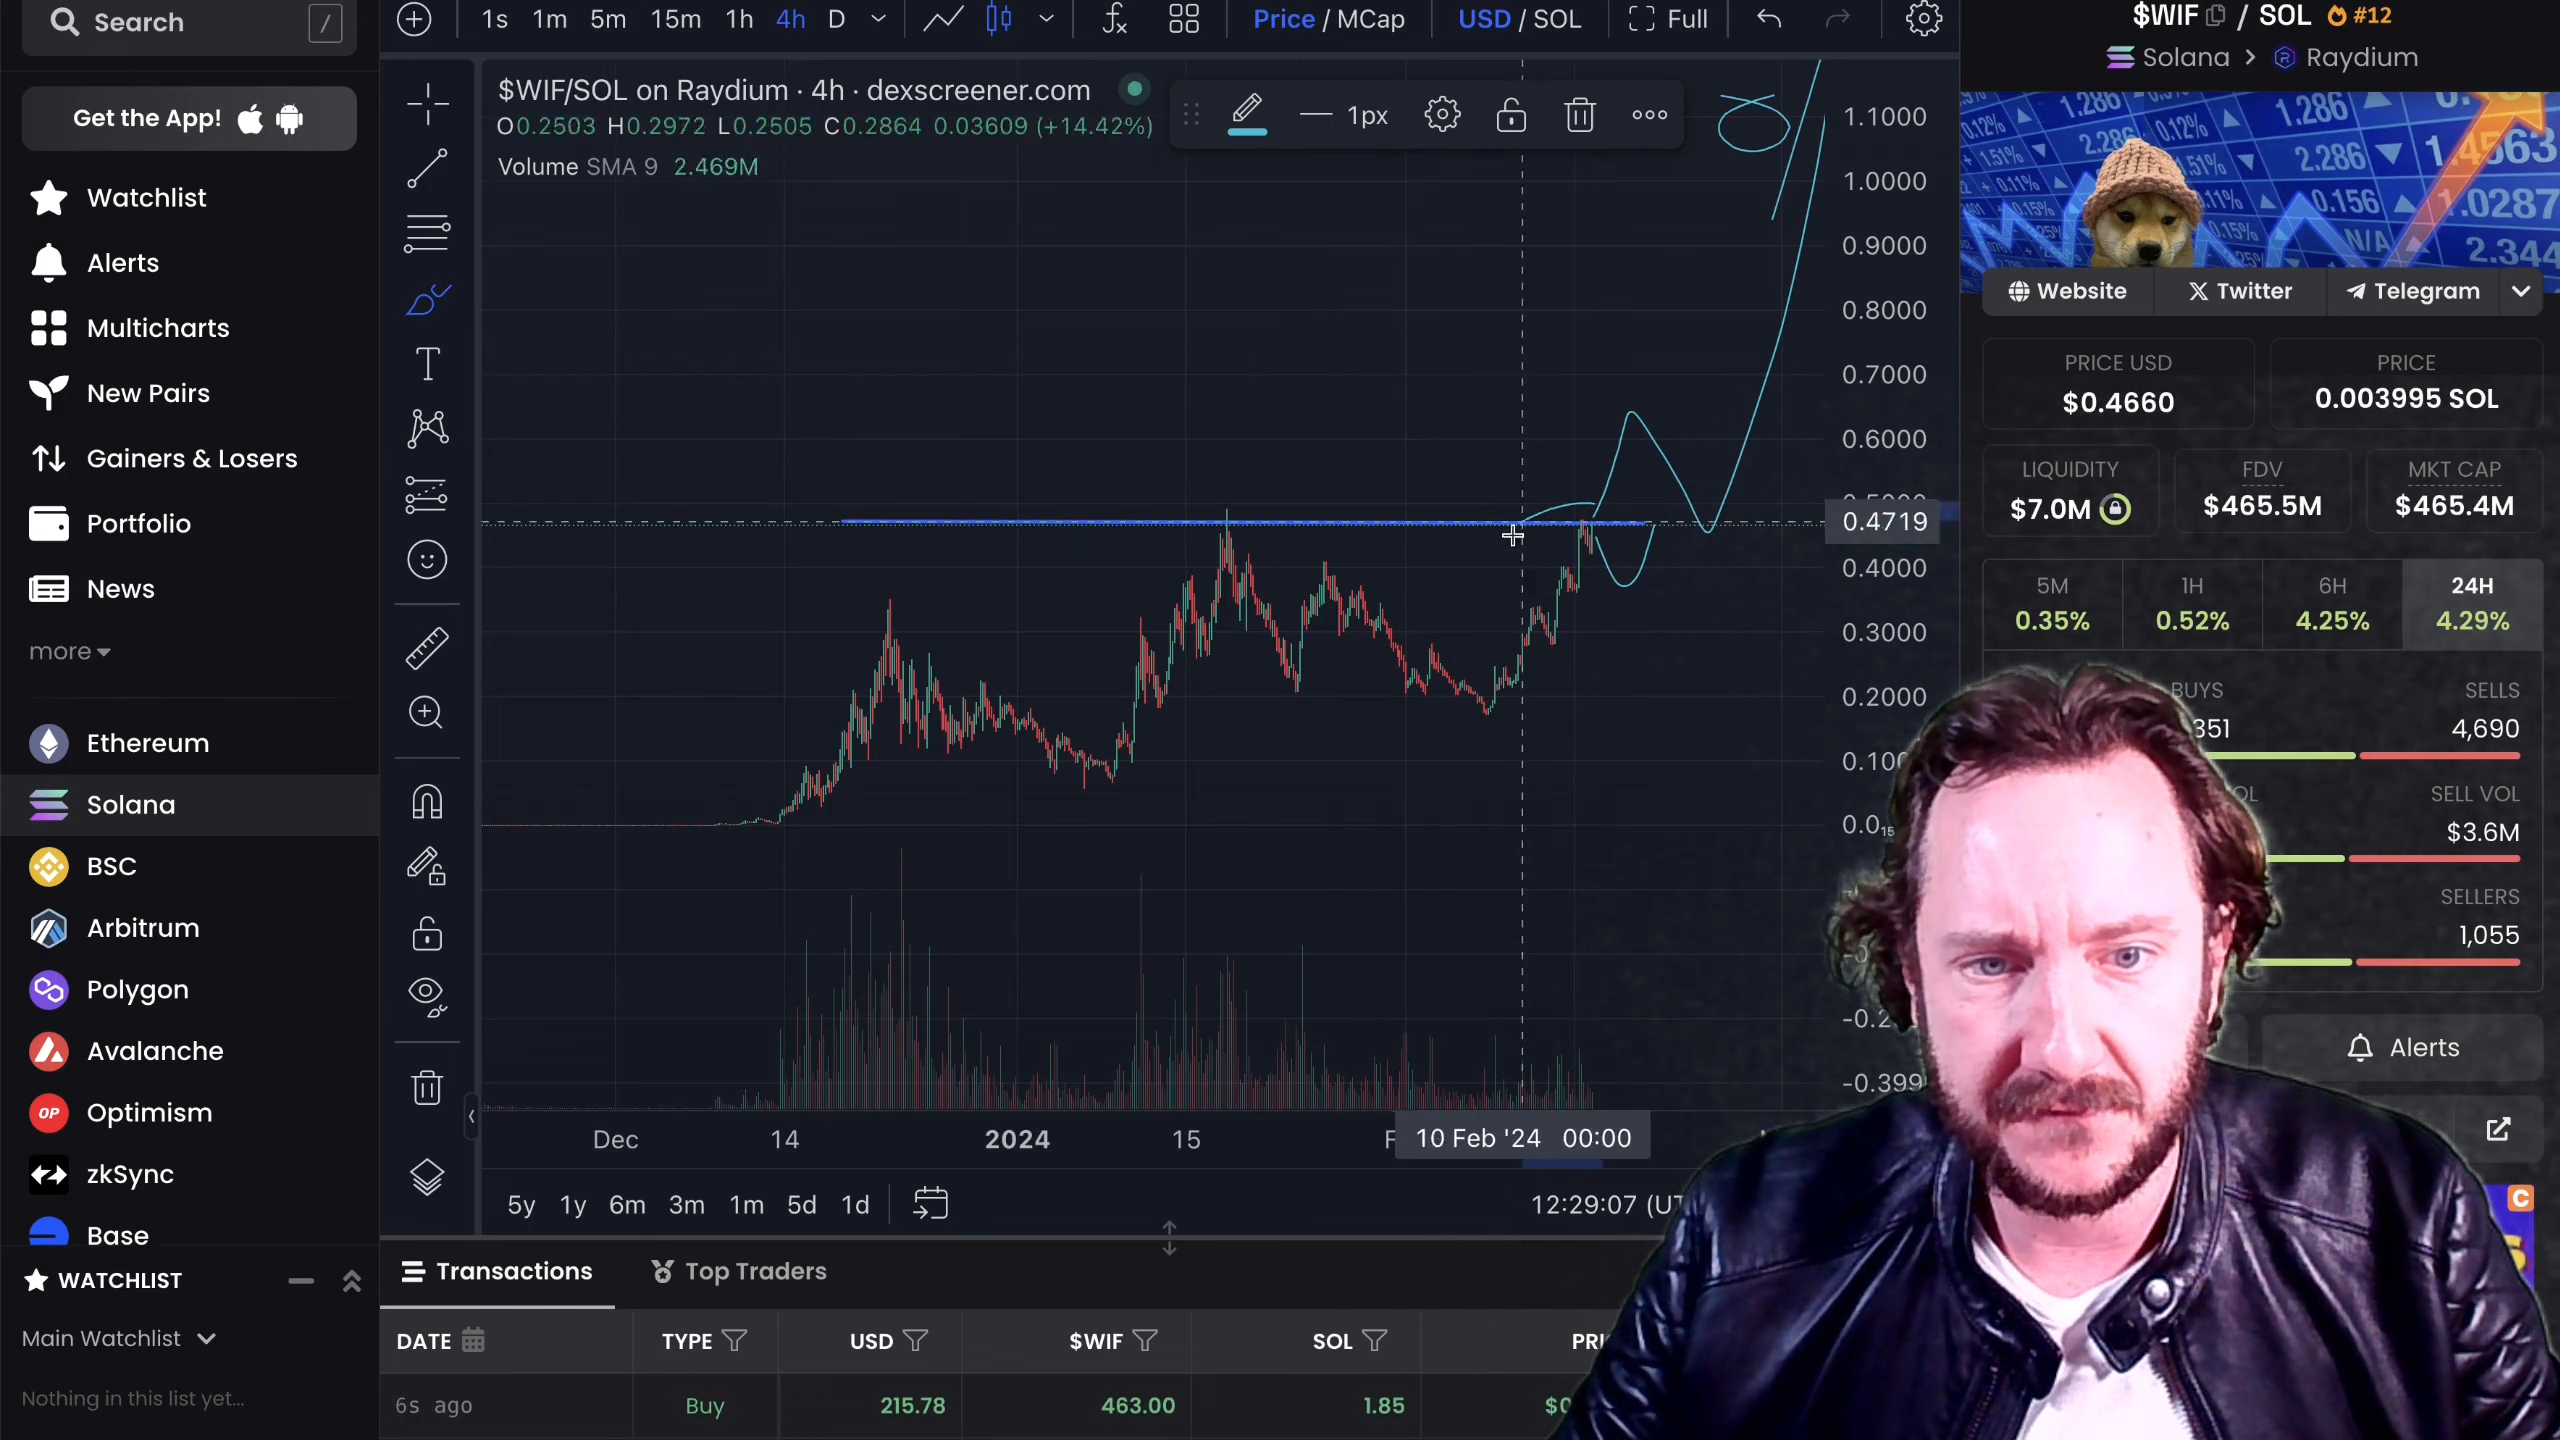 Search /
Get the App!
Watchlist
Alerts
Multicharts
New Pairs
Gainers & Losers
Portfolio
News
more
Ethereum
Solana
BSC
Arbitrum
Polygon
Avalanche
OP Optimism
zkSync
Base
WATCHLIST
Main Watchlist
Nothing in this list yet...
1s 1m 5m 15m 1h 4h D Price / MCap USD / SOL Full
$WIF/SOL on Raydium · 4h · dexscreener.com
O0.2503 H0.2972 L0.2505 C0.2864 0.03609 (+14.42%)
Volume SMA 9 2.469M
1px
1.1000
1.0000
0.9000
0.8000
0.7000
0.6000
0.4719
0.4000
0.3000
0.2000
Dec 14 2024 15 10 Feb '24 00:00
5y 1y 6m 3m 1m 5d 1d 12:29:07
Transactions Top Traders
DATE TYPE USD $WIF SOL
6s ago Buy 215.78 463.00 1.85
$WIF / SOL #12
Solana > Raydium
Website Twitter Telegram
PRICE USD PRICE
$0.4660 0.003995 SOL
LIQUIDITY FDV MKT CAP
$7.0M $465.5M $465.4M
5M 1H 6H 24H
0.35% 0.52% 4.25% 4.29%
BUYS SELLS
4,690
SELL VOL
$3.6M
SELLERS
1,055
Alerts